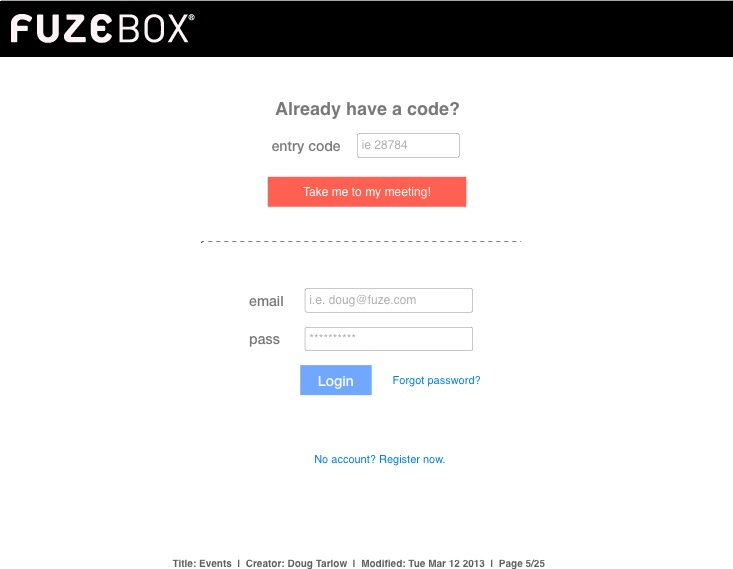 FUZEBOX®
Already have a code?
entry code ie 28784
Take me to my meeting!
email i.e. doug@fuze.com
pass **********
Login Forgot password?
No account? Register now.
Title: Events | Creator: Doug Tarlow | Modified: Tue Mar 12 2013 | Page 5/25